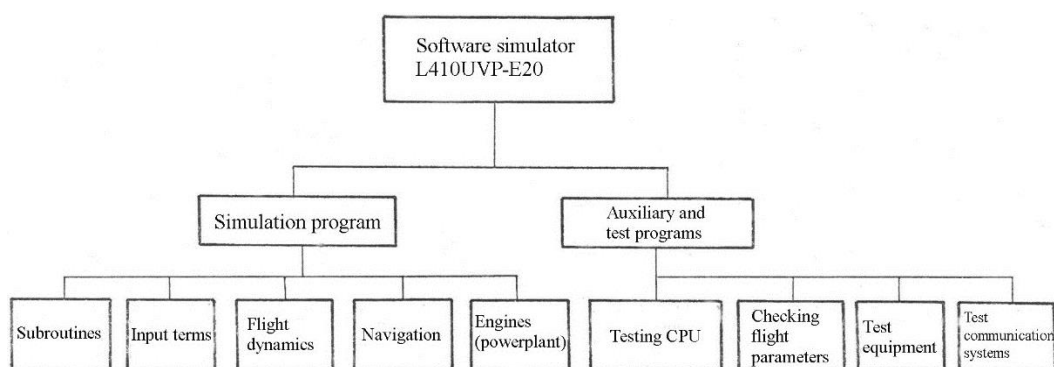 Software simulator
L410UVP-E20
Simulation program
Auxiliary and
test programs
Subroutines
Input terms
Flight
dynamics
Navigation
Engines
(powerplant)
Testing CPU
Checking
flight
parameters
Test
equipment
Test
communication
systems